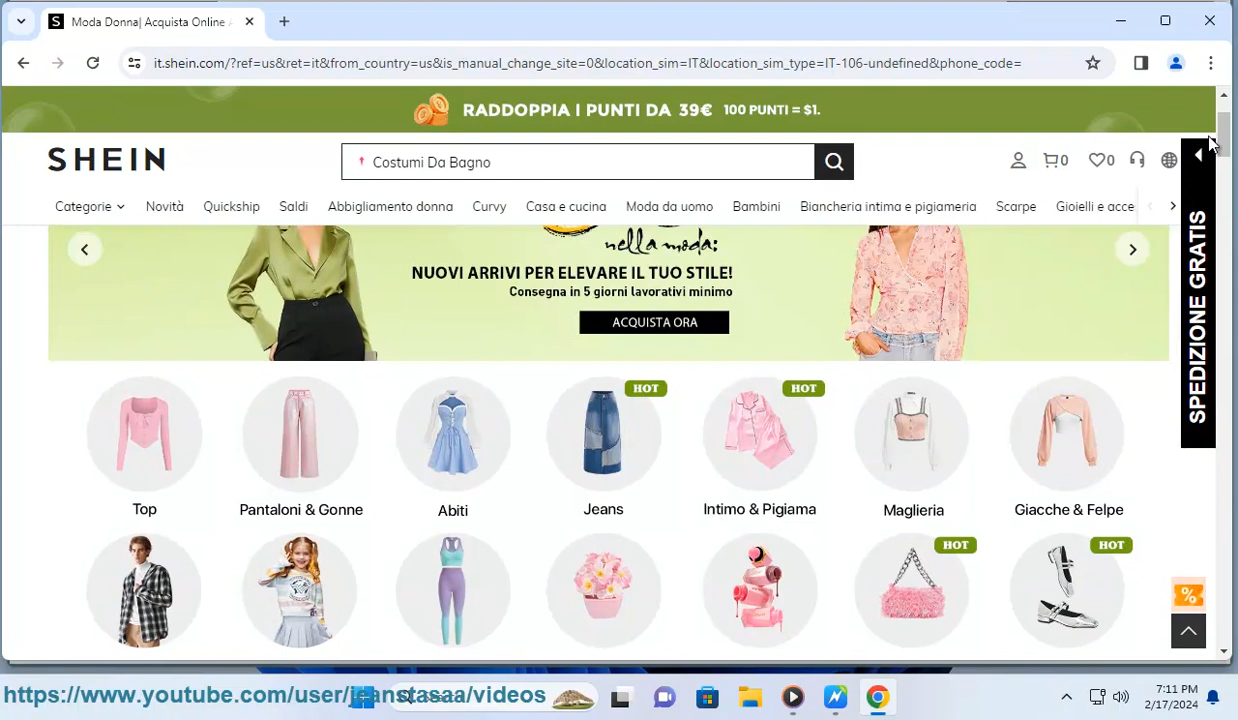 Moda Donna| Acquista Online
it.shein.com/?ref=us&ret=it&from_country=us&is_manual_change_site=0&location_sim=IT&location_sim_type=IT-106-undefined&phone_code=
RADDOPPIA I PUNTI DA 39€ 100 PUNTI = $1.
SHEIN
Costumi Da Bagno
0
0
Categorie
Novità
Quickship
Saldi
Abbigliamento donna
Curvy
Casa e cucina
Moda da uomo
Bambini
Biancheria intima e pigiameria
Scarpe
Gioielli e acce
SPEDIZIONE GRATIS
nella moda:
NUOVI ARRIVI PER ELEVARE IL TUO STILE!
Consegna in 5 giorni lavorativi minimo
ACQUISTA ORA
HOT
HOT
Top
Pantaloni & Gonne
Abiti
Jeans
Intimo & Pigiama
Maglieria
Giacche & Felpe
HOT
HOT
%
https://www.youtube.com/user/jeanstasaa/videos
7:11 PM
2/17/2024